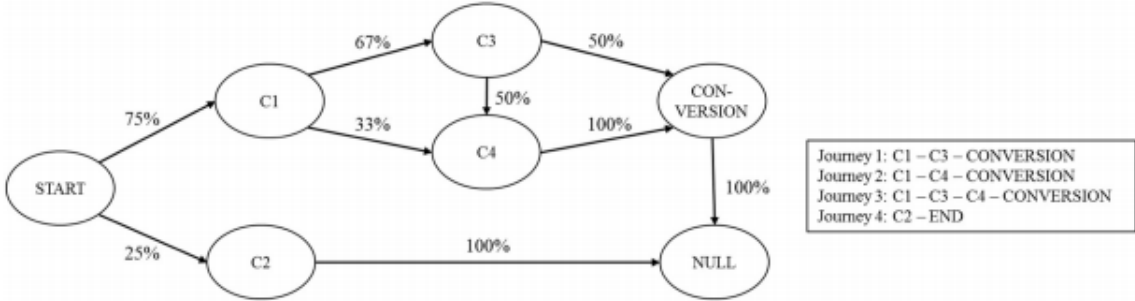 67%
C3
50%
C1
50%
CON-
VERSION
75%
33%
C4
100%
START
100%
25%
C2
100%
NULL
Journey 1: C1 – C3 – CONVERSION
Journey 2: C1 – C4 – CONVERSION
Journey 3: C1 – C3 – C4 – CONVERSION
Journey 4: C2 – END